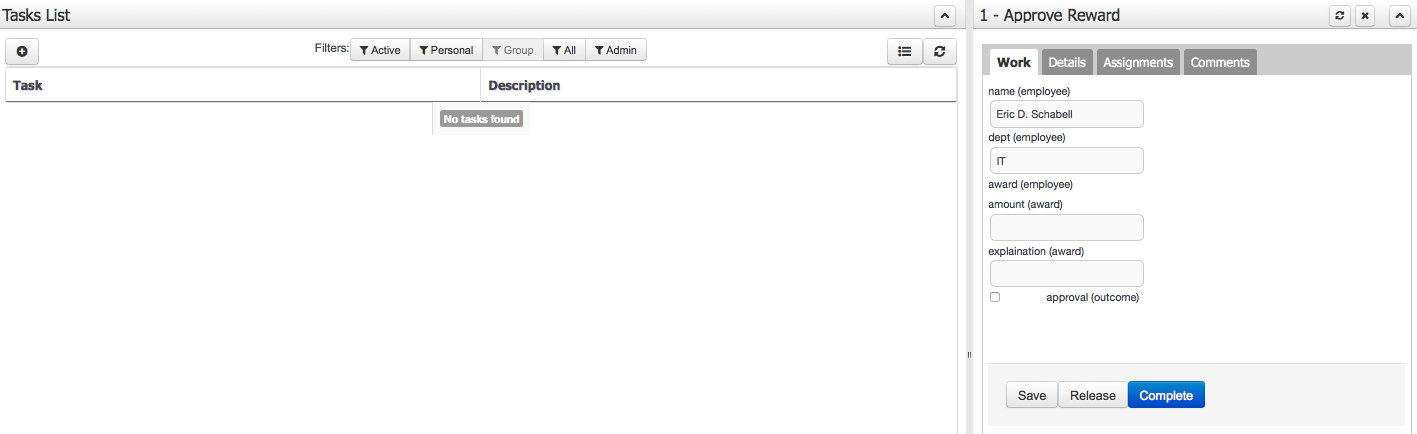 Tasks List
Filters: Active Personal Group All Admin
Task Description
No tasks found
1 - Approve Reward
Work Details Assignments Comments
name (employee)
Eric D. Schabell
dept (employee)
IT
award (employee)
amount (award)
explaination (award)
approval (outcome)
Save Release Complete